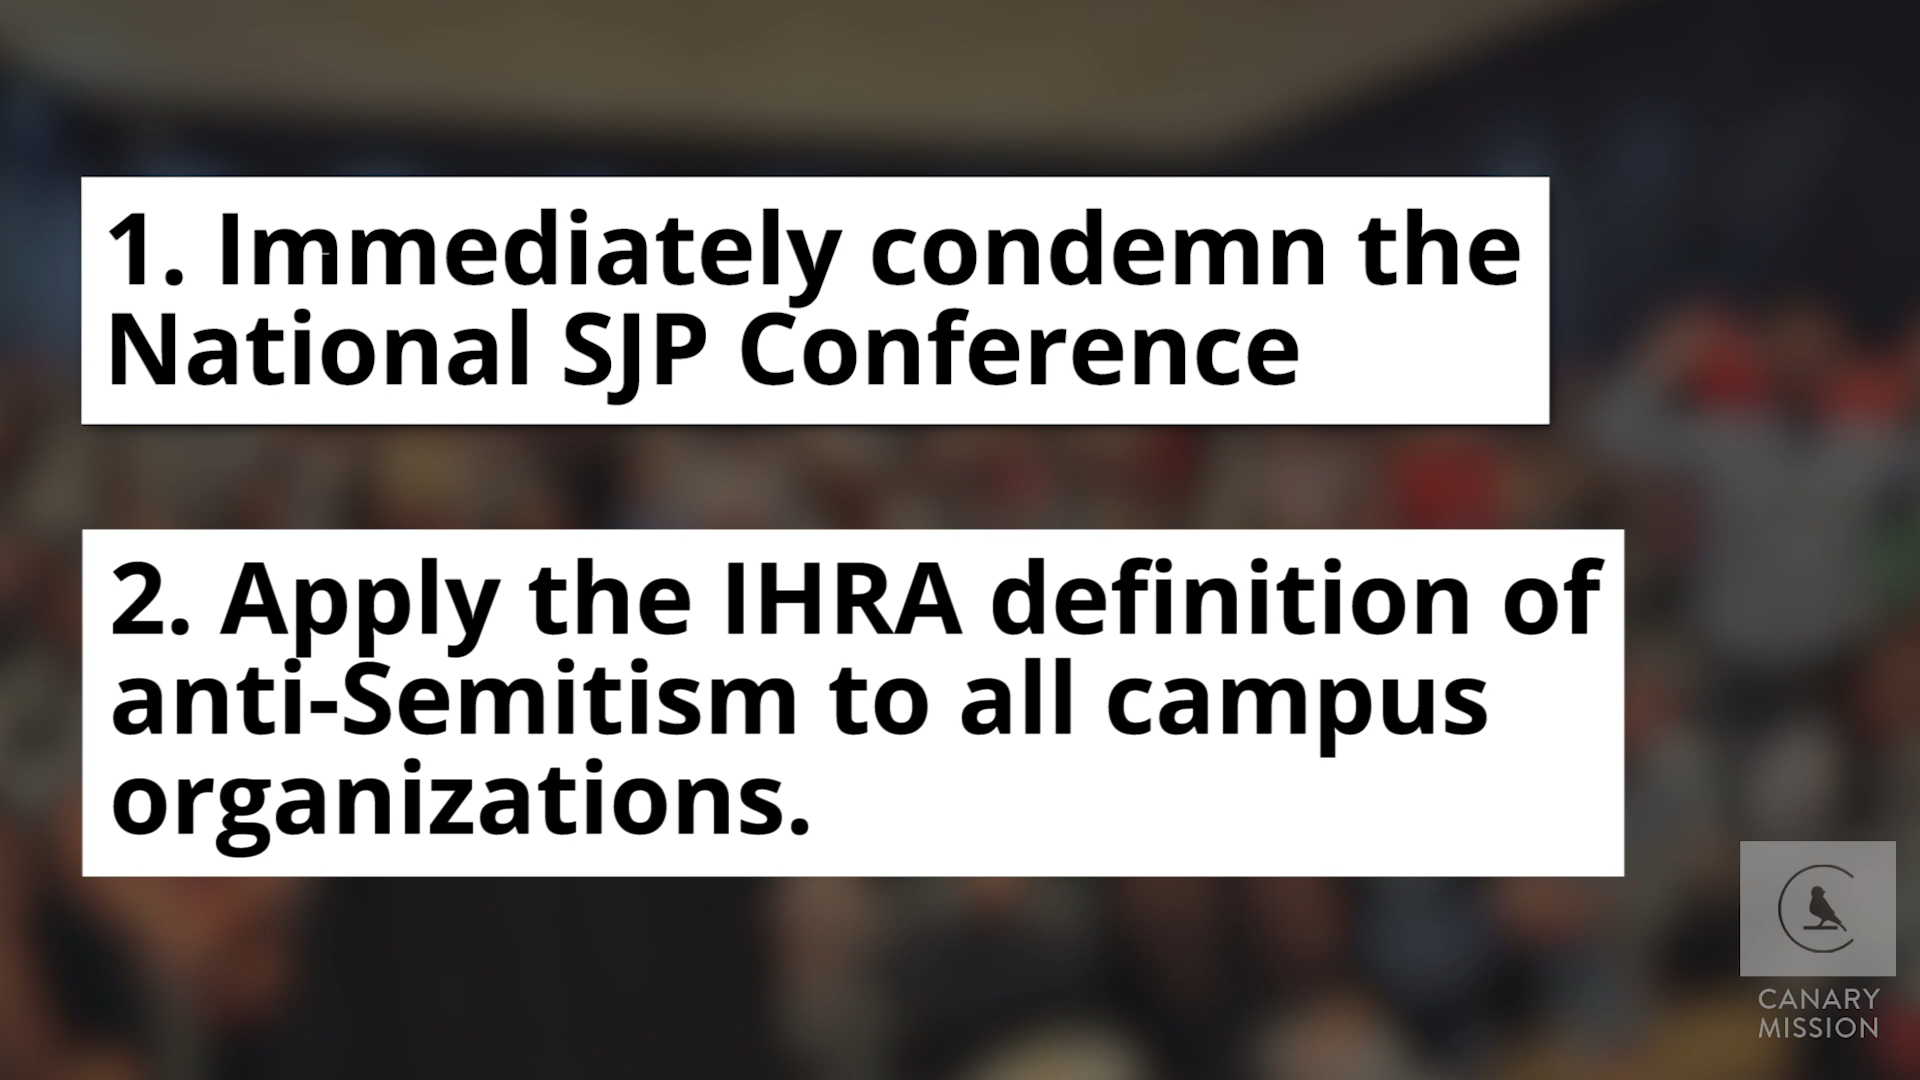 1. Immediately condemn the
National SJP Conference
2. Apply the IHRA definition of
anti-Semitism to all campus
organizations.
CANARY
MISSION